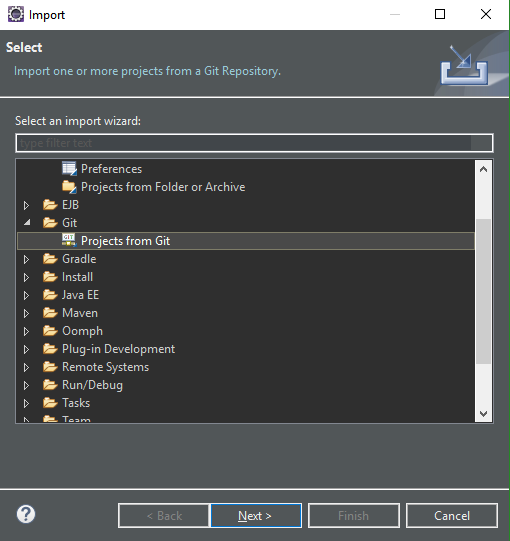 Import
Select
Import one or more projects from a Git Repository.
Select an import wizard:
type filter text
Preferences
Projects from Folder or Archive
EJB
Git
Projects from Git
Gradle
Install
Java EE
Maven
Oomph
Plug-in Development
Remote Systems
Run/Debug
Tasks
Team
< Back
Next >
Finish
Cancel